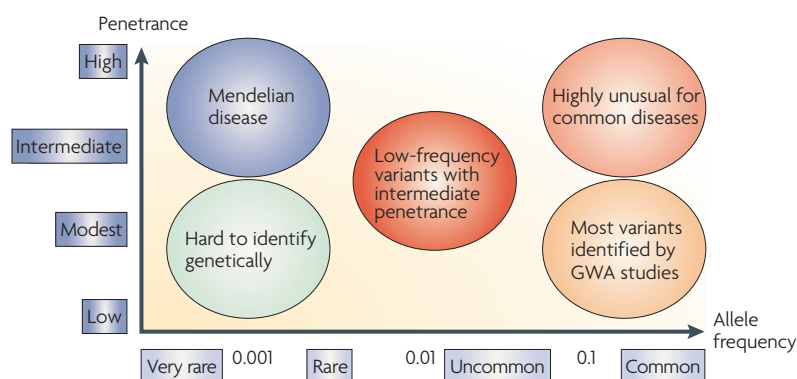 Penetrance
High
Intermediate
Modest
Low
Mendelian
disease
Highly unusual for
common diseases
Low-frequency
variants with
intermediate
penetrance
Hard to identify
genetically
Most variants
identified by
GWA studies
Allele
frequency
Very rare
0.001
Rare
0.01
Uncommon
0.1
Common